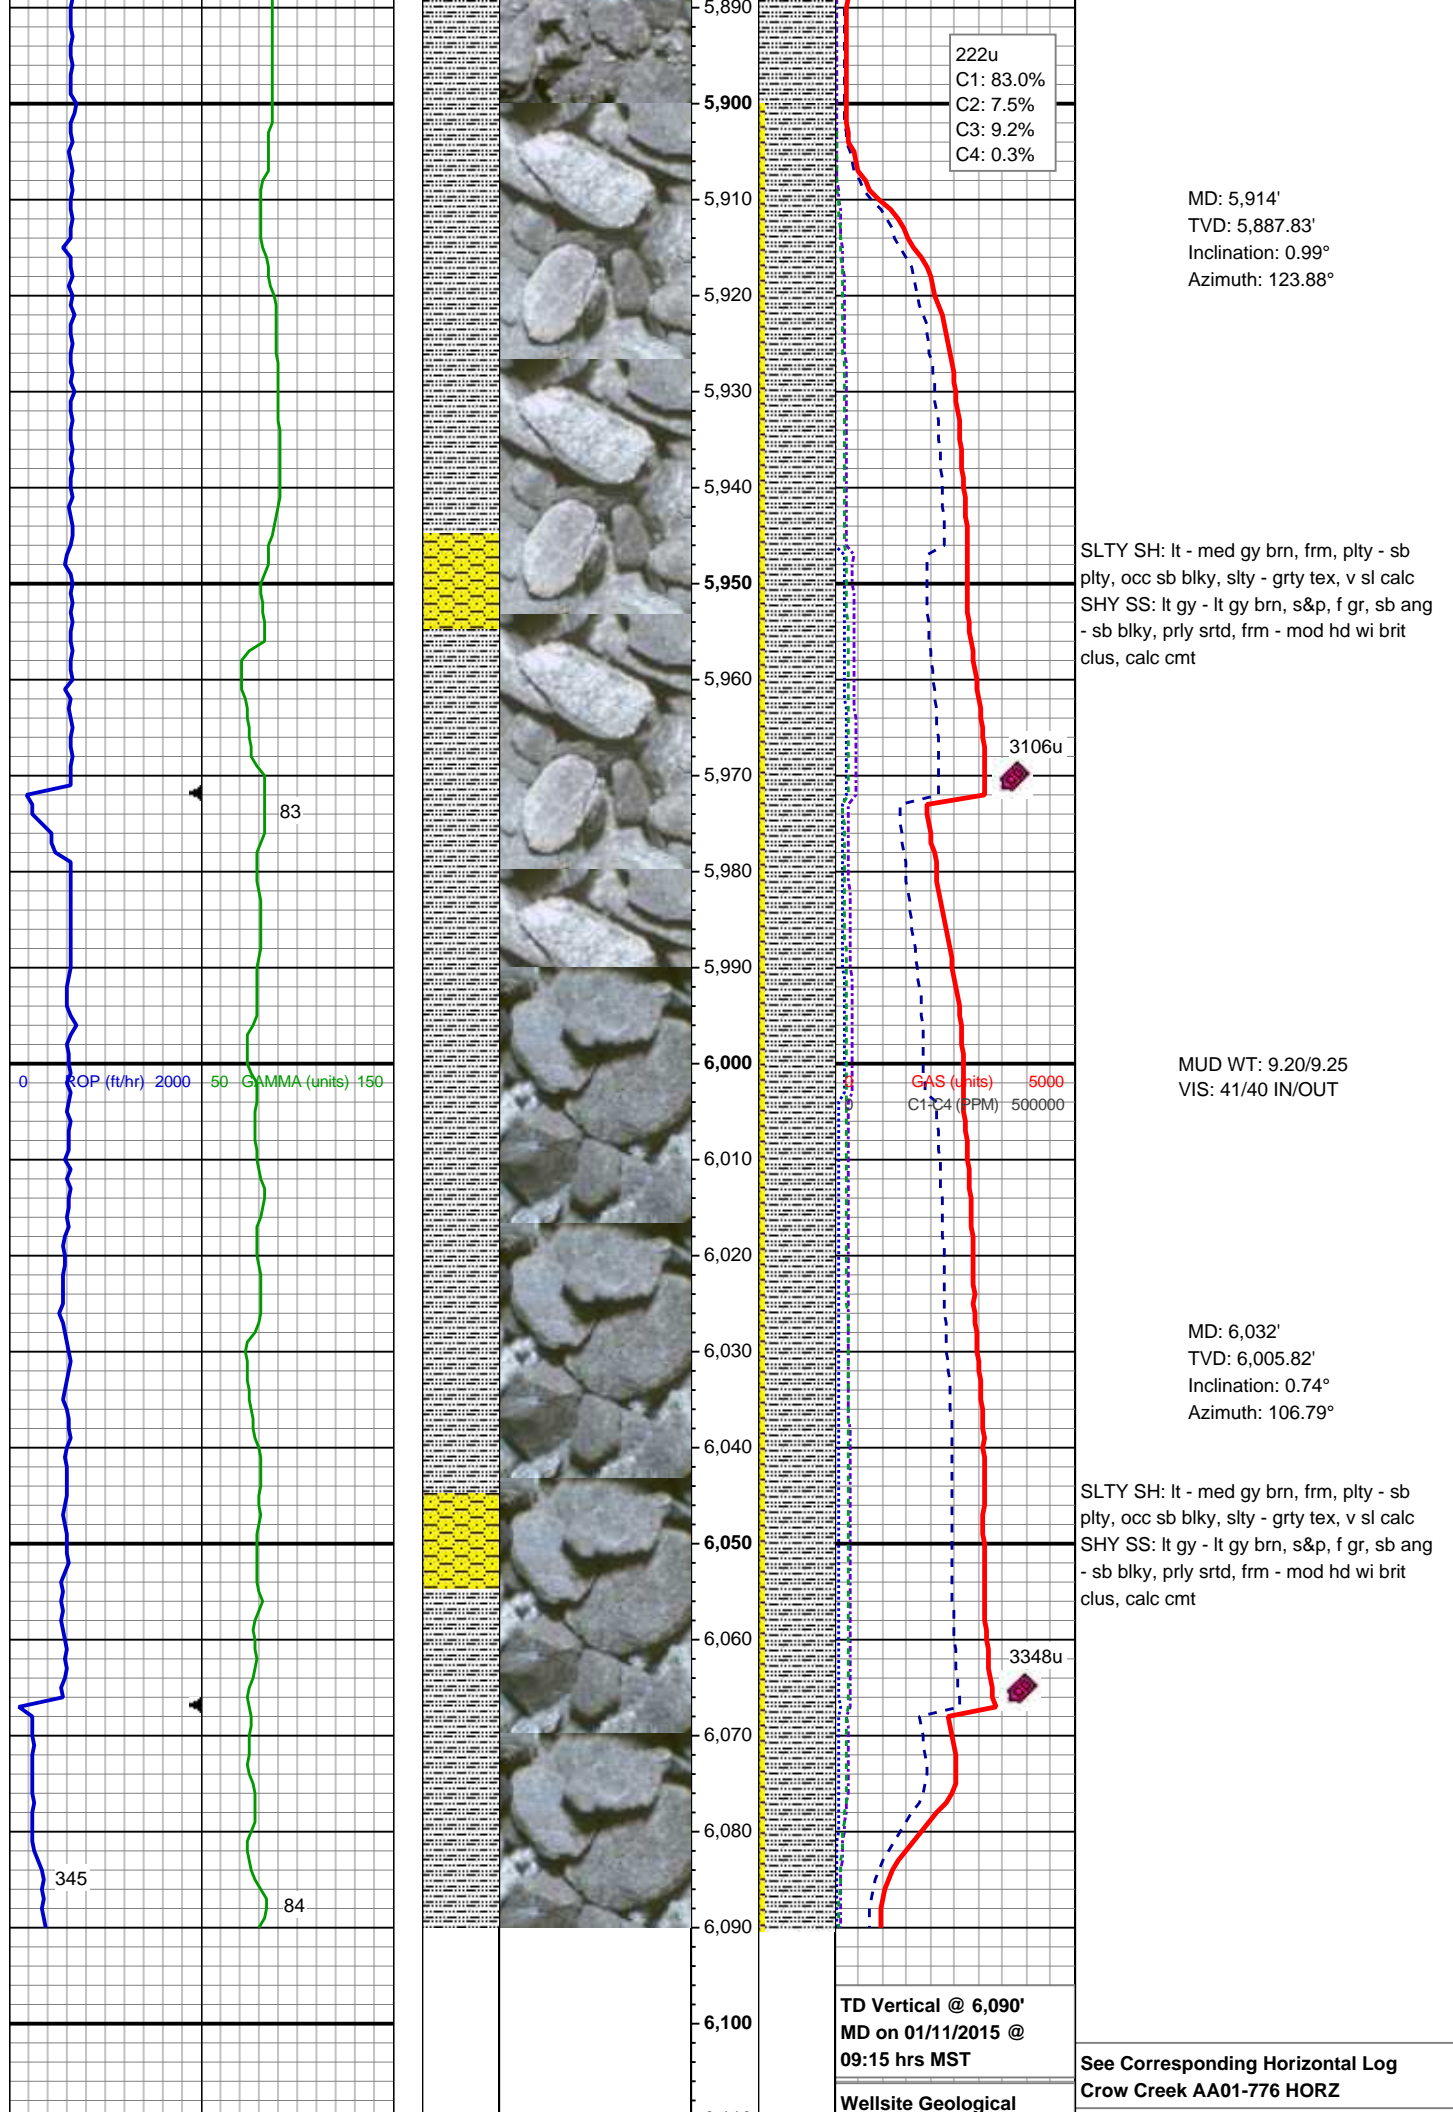 5,890
222u
C1: 83.0%
C2: 7.5%
C3: 9.2%
C4: 0.3%
5,900
MD: 5,914'
TVD: 5,887.83'
Inclination: 0.99°
Azimuth: 123.88°
5,910
5,920
5,930
5,940
SLTY SH: lt - med gy brn, frm, plty - sb
plty, occ sb blky, slty - grty tex, v sl calc
SHY SS: lt gy - lt gy brn, s&p, f gr, sb ang
- sb blky, prly srtd, frm - mod hd wi brit
clus, calc cmt
5,950
5,960
3106u
5,970
83
5,980
5,990
6,000
MUD WT: 9.20/9.25
VIS: 41/40 IN/OUT
0 ROP (ft/hr) 2000 50 GAMMA (units) 150
0 GAS (units) 5000
0 C1-C4 (PPM) 500000
6,010
6,020
6,030
MD: 6,032'
TVD: 6,005.82'
Inclination: 0.74°
Azimuth: 106.79°
6,040
SLTY SH: lt - med gy brn, frm, plty - sb
plty, occ sb blky, slty - grty tex, v sl calc
SHY SS: lt gy - lt gy brn, s&p, f gr, sb ang
- sb blky, prly srtd, frm - mod hd wi brit
clus, calc cmt
6,050
6,060
3348u
6,070
6,080
345
84
6,090
TD Vertical @ 6,090'
MD on 01/11/2015 @
09:15 hrs MST
6,100
See Corresponding Horizontal Log
Crow Creek AA01-776 HORZ
Wellsite Geological